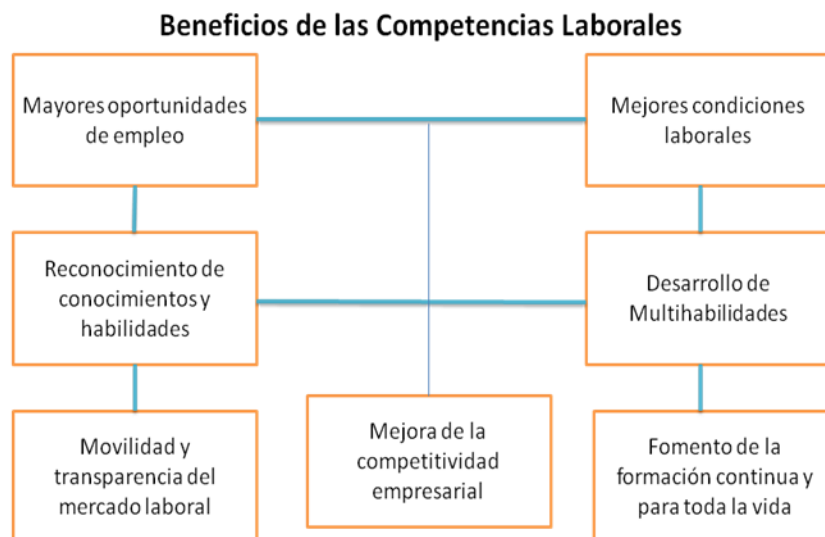 Beneficios de las Competencias Laborales
Mayores oportunidades
de empleo
Mejores condiciones
laborales
Reconocimiento de
conocimientos y
habilidades
Desarrollo de
Multihabilidades
Movilidad y
transparencia del
mercado laboral
Mejora de la
competitividad
empresarial
Fomento de la
formación continua y
para toda la vida